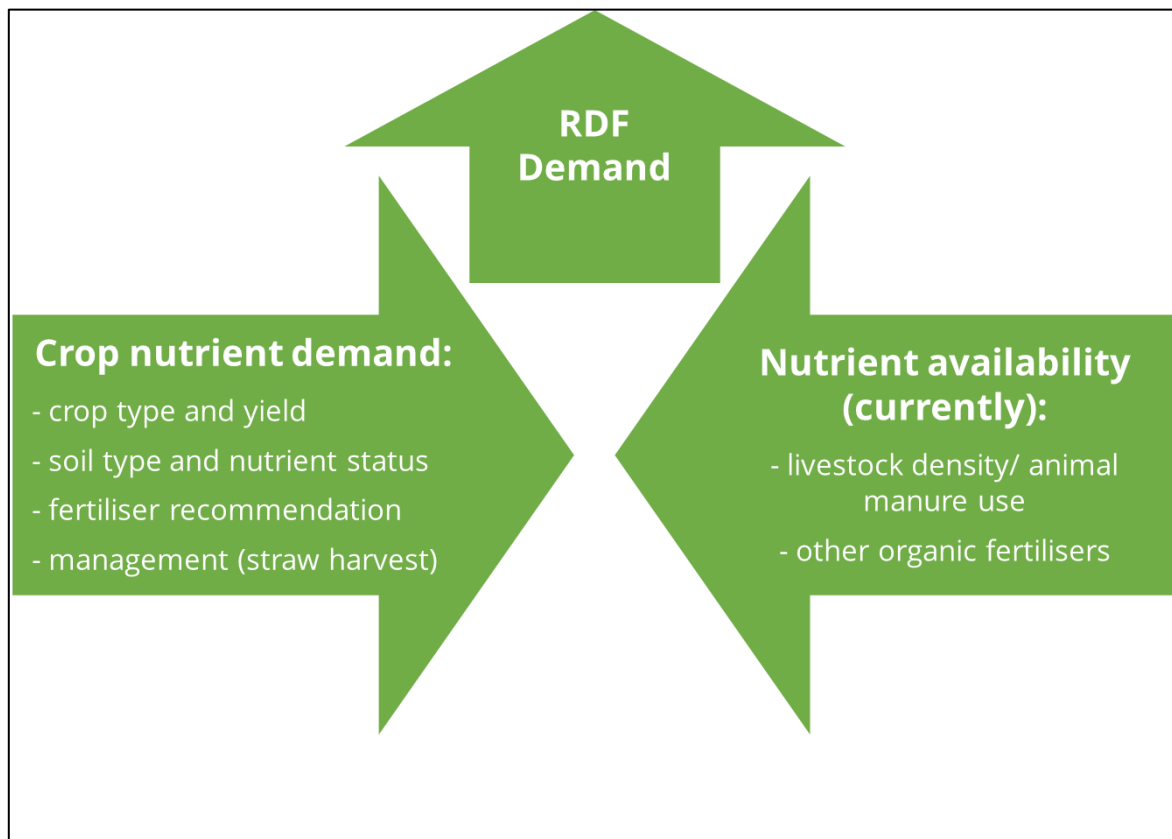 RDF
Demand
Crop nutrient demand:
- crop type and yield
- soil type and nutrient status
- fertiliser recommendation
- management (straw harvest)
Nutrient availability
(currently):
- livestock density/ animal
manure use
- other organic fertilisers